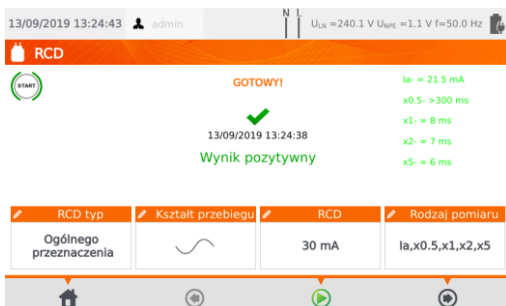 13/09/2019 13:24:43 admin N L ULN =240.1 V UNPE =1.1 V f=50.0 Hz
RCD
START
GOTOWY!
13/09/2019 13:24:38
Wynik pozytywny
Ia- = 21.5 mA
x0.5- >300 ms
x1- = 8 ms
x2- = 7 ms
x5- = 6 ms
RCD typ
Ogólnego
przeznaczenia
Kształt przebiegu
RCD
30 mA
Rodzaj pomiaru
Ia,x0.5,x1,x2,x5